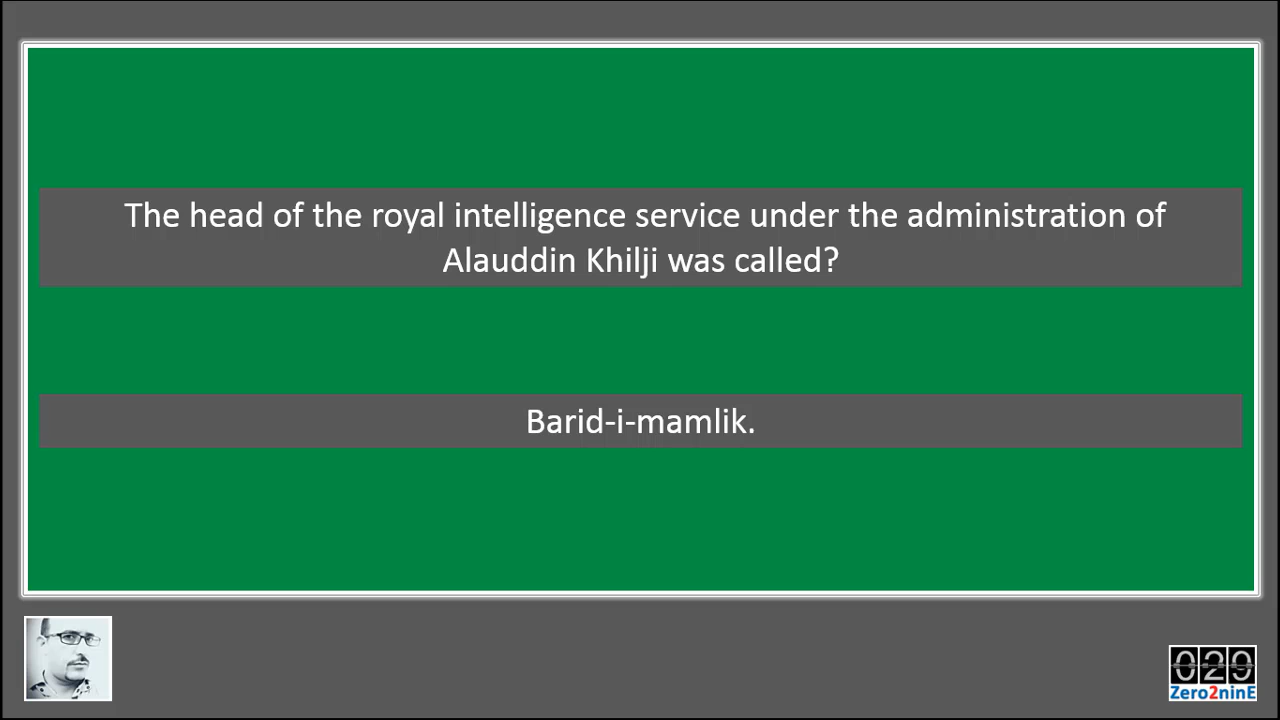 The head of the royal intelligence service under the administration of
Alauddin Khilji was called?
Barid-i-mamlik.
029
Zero2ninE